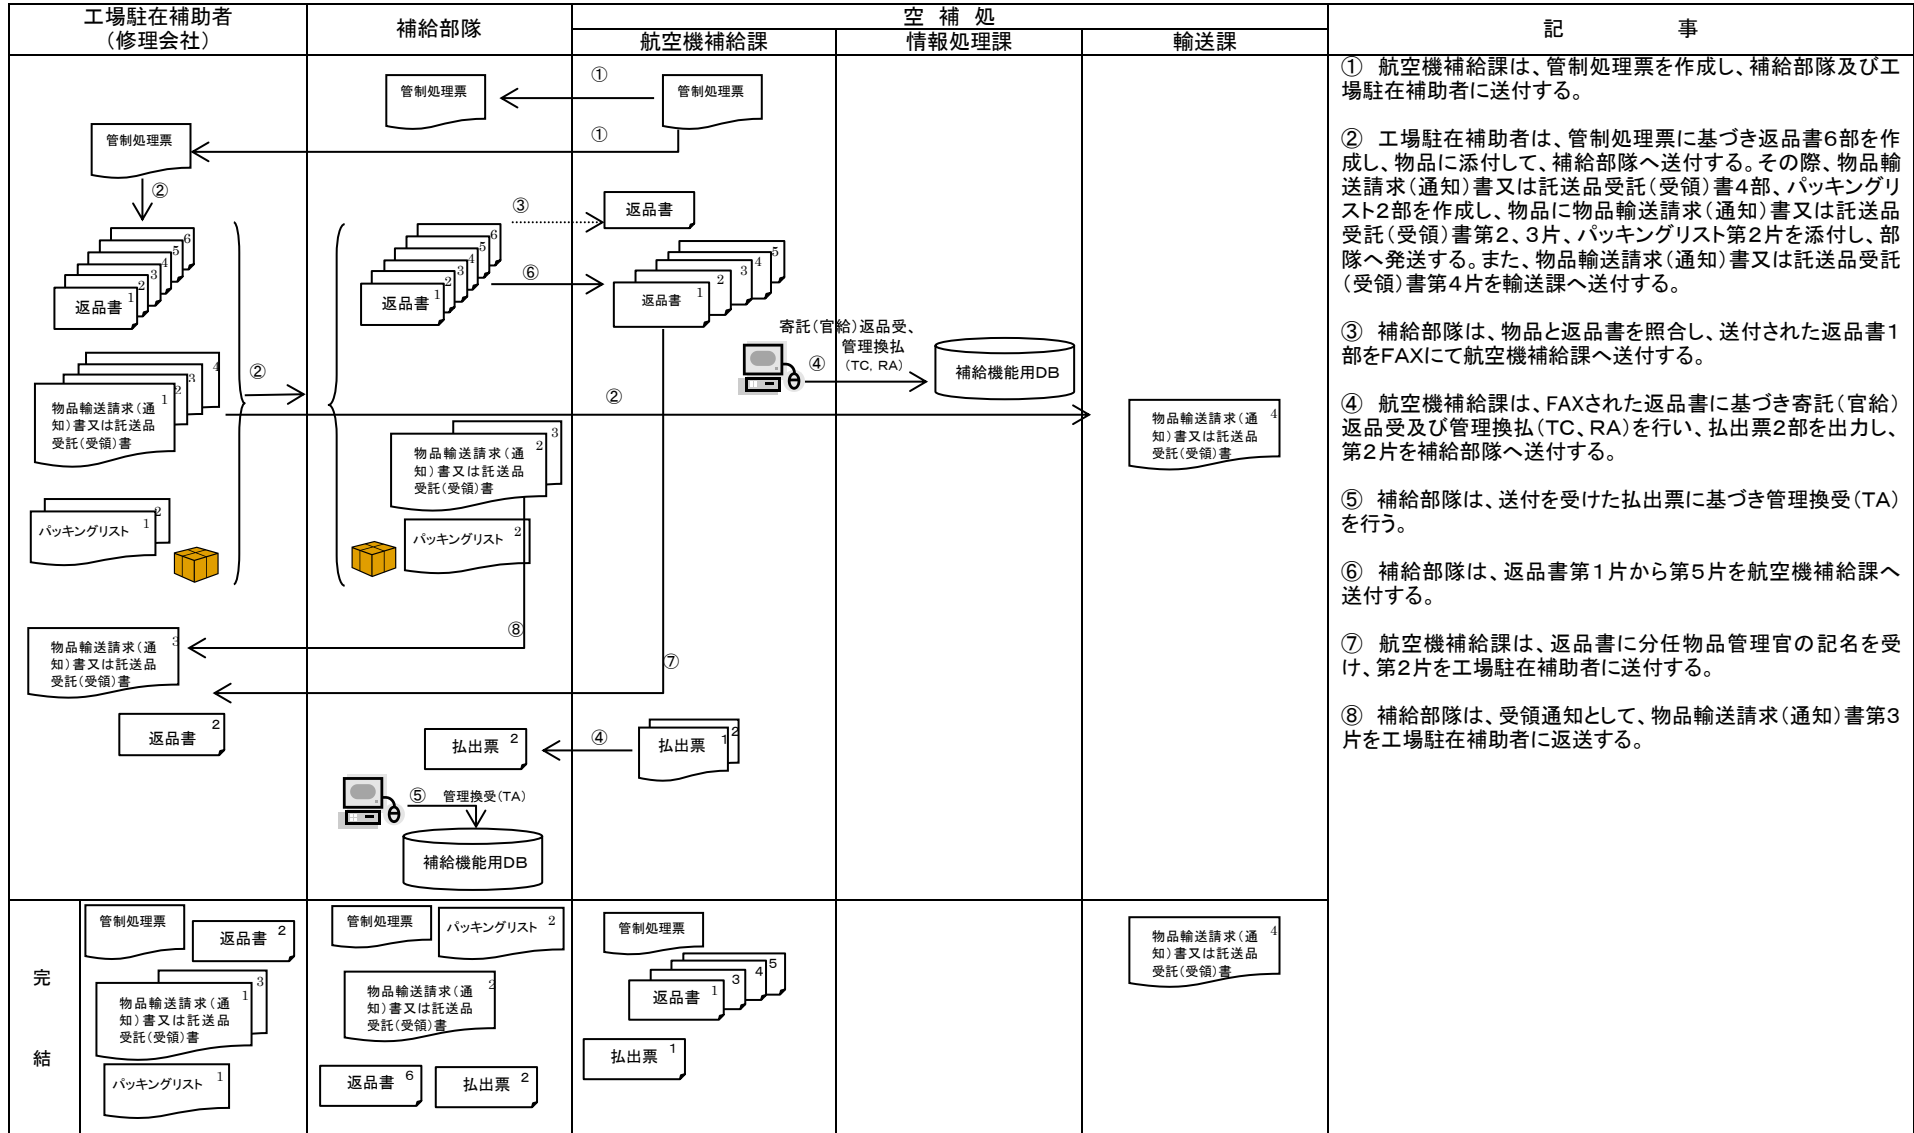 工場駐在補助者
（修理会社）
補給部隊
空　補　処
航空機補給課
情報処理課
輸送課
記　　　　　事
①
管制処理票
管制処理票
①
管制処理票
②
③
返品書
6
5
4
3
2
返品書 1
6
5
4
3
2
返品書 1
⑥
5
4
3
2
返品書 1
寄託（官給）返品受、
管理換払
（TC, RA）
④
補給機能用DB
②
②
4
3
2
物品輸送請求（通 1
知）書又は託送品
受託（受領）書
3
物品輸送請求（通 2
知）書又は託送品
受託（受領）書
物品輸送請求（通 4
知）書又は託送品
受託（受領）書
2
パッキングリスト 1
パッキングリスト 2
⑧
物品輸送請求（通 3
知）書又は託送品
受託（受領）書
⑦
返品書 2
払出票 2
④
払出票 1
2
⑤　管理換受（TA）
補給機能用DB
① 航空機補給課は、管制処理票を作成し、補給部隊及び工
場駐在補助者に送付する。
② 工場駐在補助者は、管制処理票に基づき返品書６部を作
成し、物品に添付して、補給部隊へ送付する。その際、物品輸
送請求（通知）書又は託送品受託（受領）書４部、パッキングリ
スト２部を作成し、物品に物品輸送請求（通知）書又は託送品
受託（受領）書第２、３片、パッキングリスト第２片を添付し、部
隊へ発送する。また、物品輸送請求（通知）書又は託送品受託
（受領）書第４片を輸送課へ送付する。
③ 補給部隊は、物品と返品書を照合し、送付された返品書１
部をFAXにて航空機補給課へ送付する。
④ 航空機補給課は、FAXされた返品書に基づき寄託（官給）
返品受及び管理換払（TC、RA）を行い、払出票２部を出力し、
第２片を補給部隊へ送付する。
⑤ 補給部隊は、送付を受けた払出票に基づき管理換受（TA）
を行う。
⑥ 補給部隊は、返品書第１片から第５片を航空機補給課へ
送付する。
⑦ 航空機補給課は、返品書に分任物品管理官の記名を受
け、第２片を工場駐在補助者に送付する。
⑧ 補給部隊は、受領通知として、物品輸送請求（通知）書第３
片を工場駐在補助者に返送する。
完
結
管制処理票
返品書 2
3
物品輸送請求（通 1
知）書又は託送品
受託（受領）書
パッキングリスト 1
管制処理票
パッキングリスト 2
物品輸送請求（通 2
知）書又は託送品
受託（受領）書
返品書 6
払出票 2
管制処理票
5
4
3
返品書 1
払出票 1
物品輸送請求（通 4
知）書又は託送品
受託（受領）書